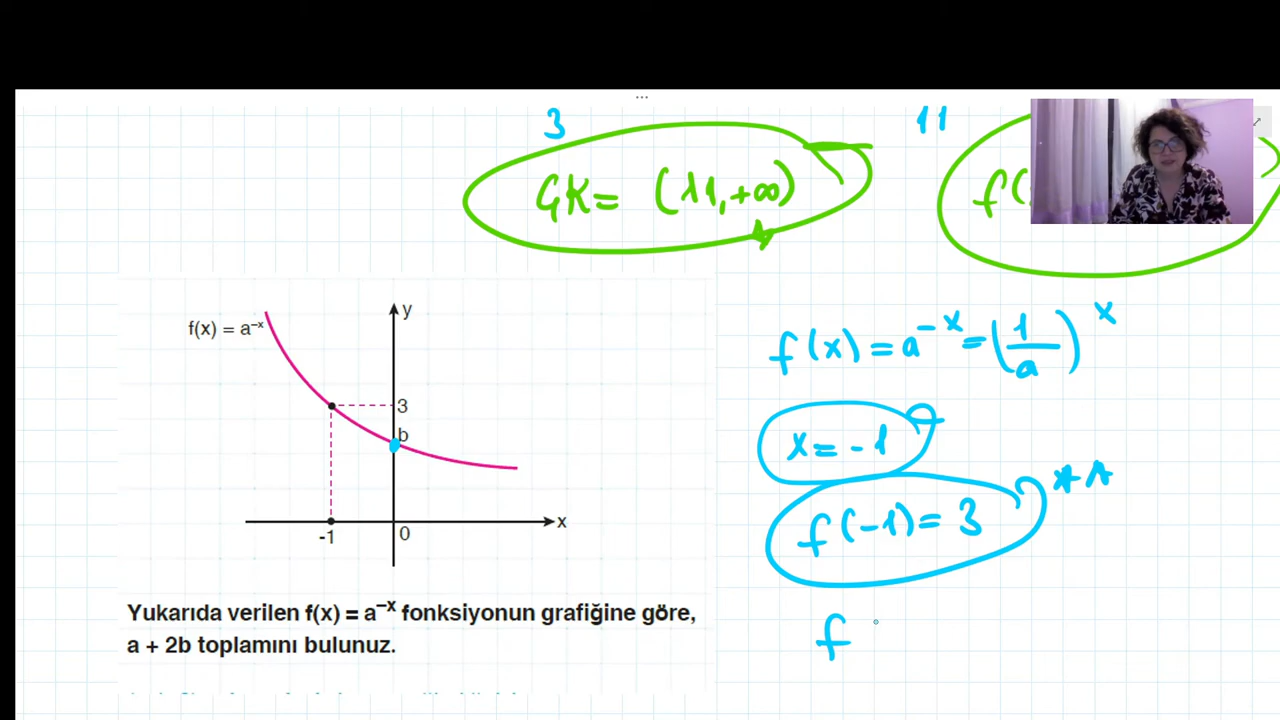 3
11
GK= (11, +∞)
f(
f(x) = a⁻ˣ
y
3
b
-1
0
x
f(x) = a⁻ˣ = (1/a)ˣ
x = -1
f(-1) = 3 **
f
Yukarıda verilen f(x) = a⁻ˣ fonksiyonun grafiğine göre,
a + 2b toplamını bulunuz.